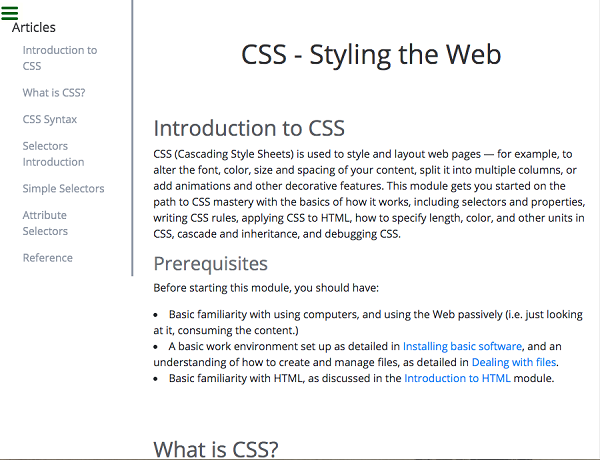 Articles
Introduction to
CSS
What is CSS?
CSS Syntax
Selectors
Introduction
Simple Selectors
Attribute
Selectors
Reference
CSS - Styling the Web
Introduction to CSS
CSS (Cascading Style Sheets) is used to style and layout web pages — for example, to
alter the font, color, size and spacing of your content, split it into multiple columns, or
add animations and other decorative features. This module gets you started on the
path to CSS mastery with the basics of how it works, including selectors and properties,
writing CSS rules, applying CSS to HTML, how to specify length, color, and other units in
CSS, cascade and inheritance, and debugging CSS.
Prerequisites
Before starting this module, you should have:
• Basic familiarity with using computers, and using the Web passively (i.e. just looking
at it, consuming the content.)
• A basic work environment set up as detailed in Installing basic software, and an
understanding of how to create and manage files, as detailed in Dealing with files.
• Basic familiarity with HTML, as discussed in the Introduction to HTML module.
What is CSS?